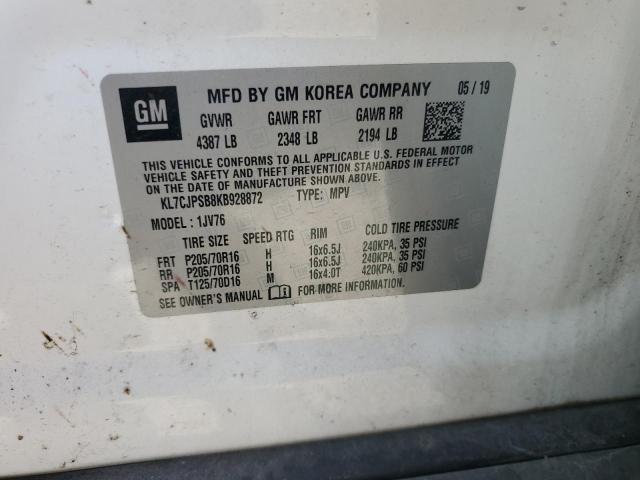 GM MFD BY GM KOREA COMPANY 05 / 19
GVWR GAWR FRT GAWR RR
4387 LB 2348 LB 2194 LB
THIS VEHICLE CONFORMS TO ALL APPLICABLE U.S. FEDERAL MOTOR
VEHICLE SAFETY AND THEFT PREVENTION STANDARDS IN EFFECT
ON THE DATE OF MANUFACTURE SHOWN ABOVE.
KL7CJPSB8KB928872 TYPE: MPV
MODEL : 1JV76
TIRE SIZE SPEED RTG RIM COLD TIRE PRESSURE
FRT P205/70R16 H 16x6.5J 240KPA, 35 PSI
RR P205/70R16 H 16x6.5J 240KPA, 35 PSI
SPA T125/70D16 M 16x4.0T 420KPA, 60 PSI
SEE OWNER'S MANUAL FOR MORE INFORMATION.